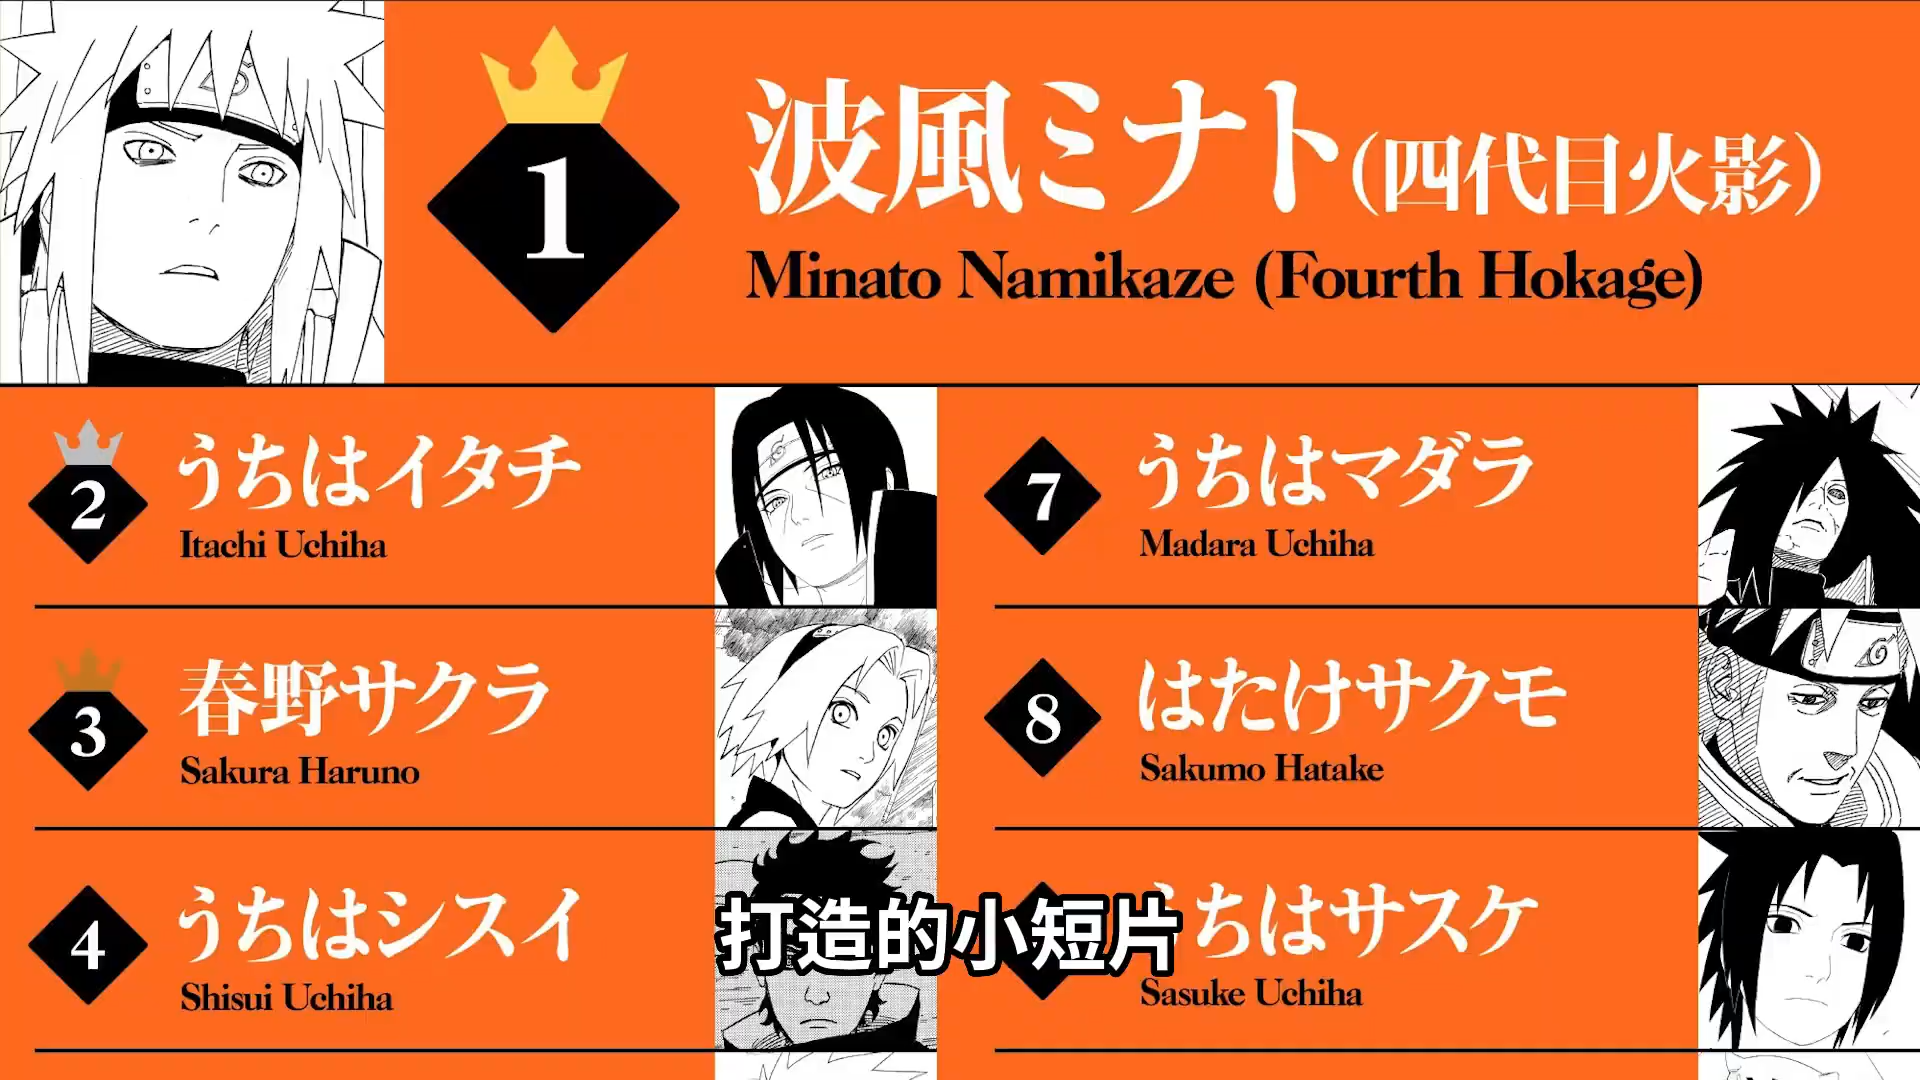 1
波風ミナト(四代目火影)
Minato Namikaze (Fourth Hokage)
2
うちはイタチ
Itachi Uchiha
3
春野サクラ
Sakura Haruno
4
うちはシスイ
Shisui Uchiha
7
うちはマダラ
Madara Uchiha
8
はたけサクモ
Sakumo Hatake
うちはサスケ
Sasuke Uchiha
打造的小短片